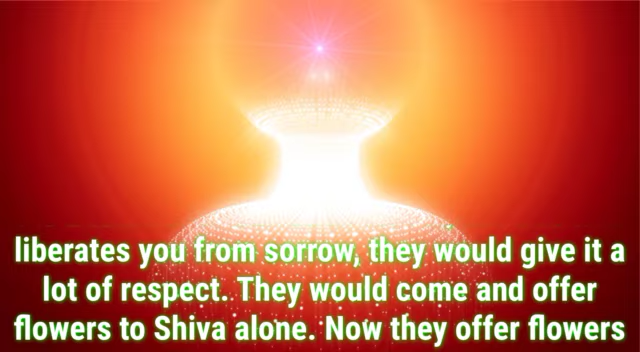 liberates you from sorrow, they would give it a
lot of respect. They would come and offer
flowers to Shiva alone. Now they offer flowers